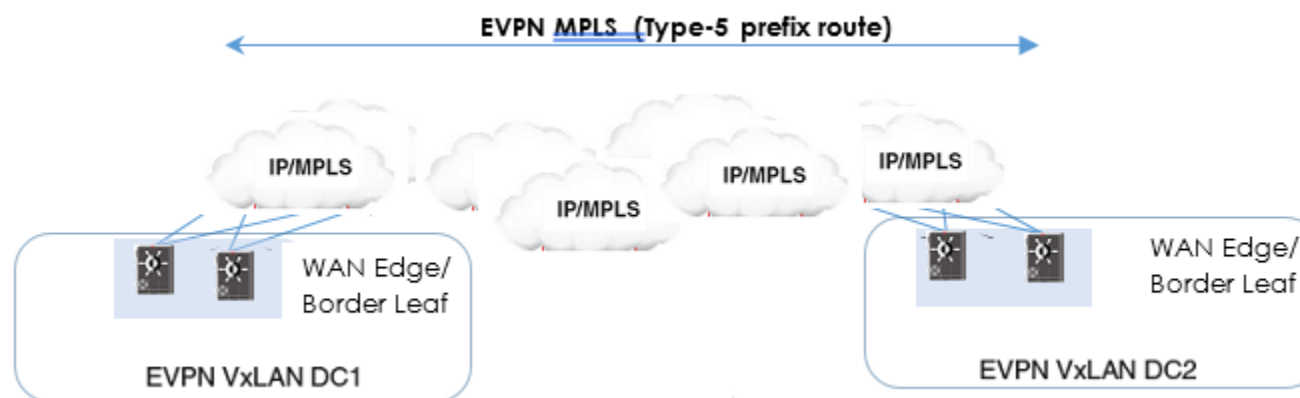 EVPN MPLS (Type-5 prefix route)
IP/MPLS
IP/MPLS
IP/MPLS
IP/MPLS
WAN Edge/
Border Leaf
WAN Edge/
Border Leaf
EVPN VxLAN DC1
EVPN VxLAN DC2